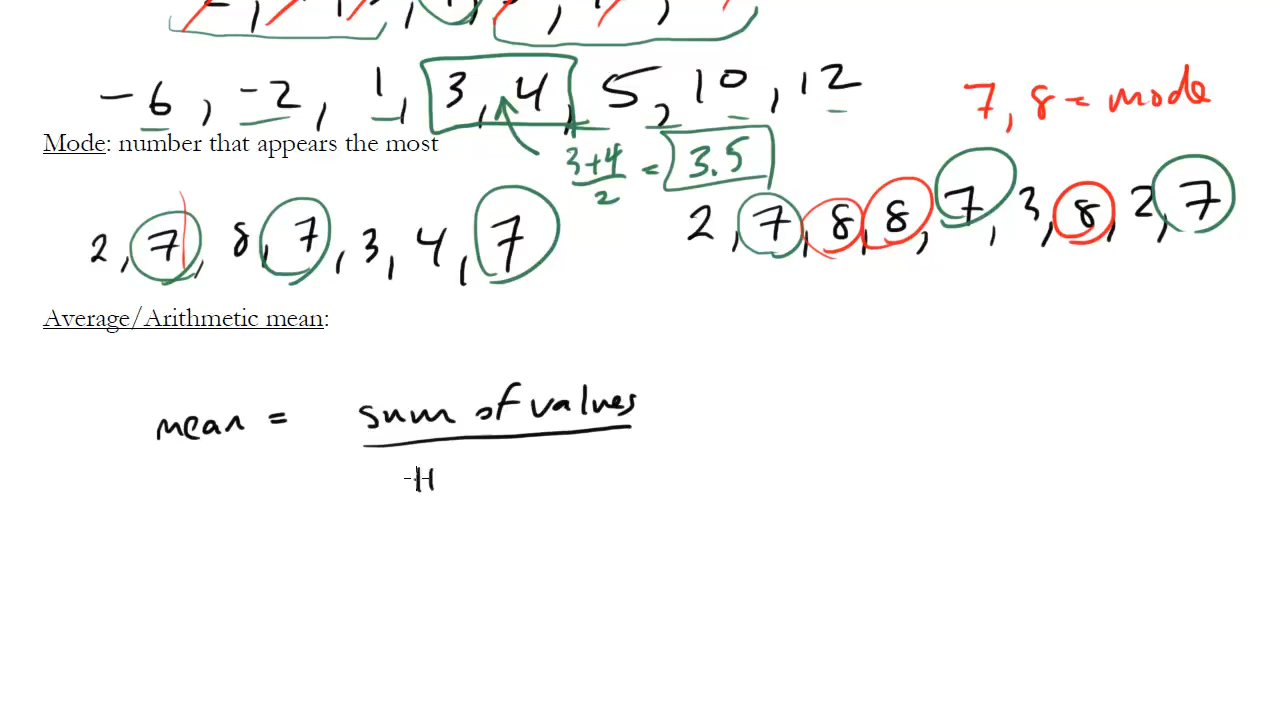 -6, -2, 1, 3, 4, 5, 10, 12
7, 8 = mode
Mode: number that appears the most
3+4
2
= 3.5
2, 7, 8, 7, 3, 4, 7
2, 7, 8, 8, 7, 3, 8, 2, 7
Average/Arithmetic mean:
mean = sum of values